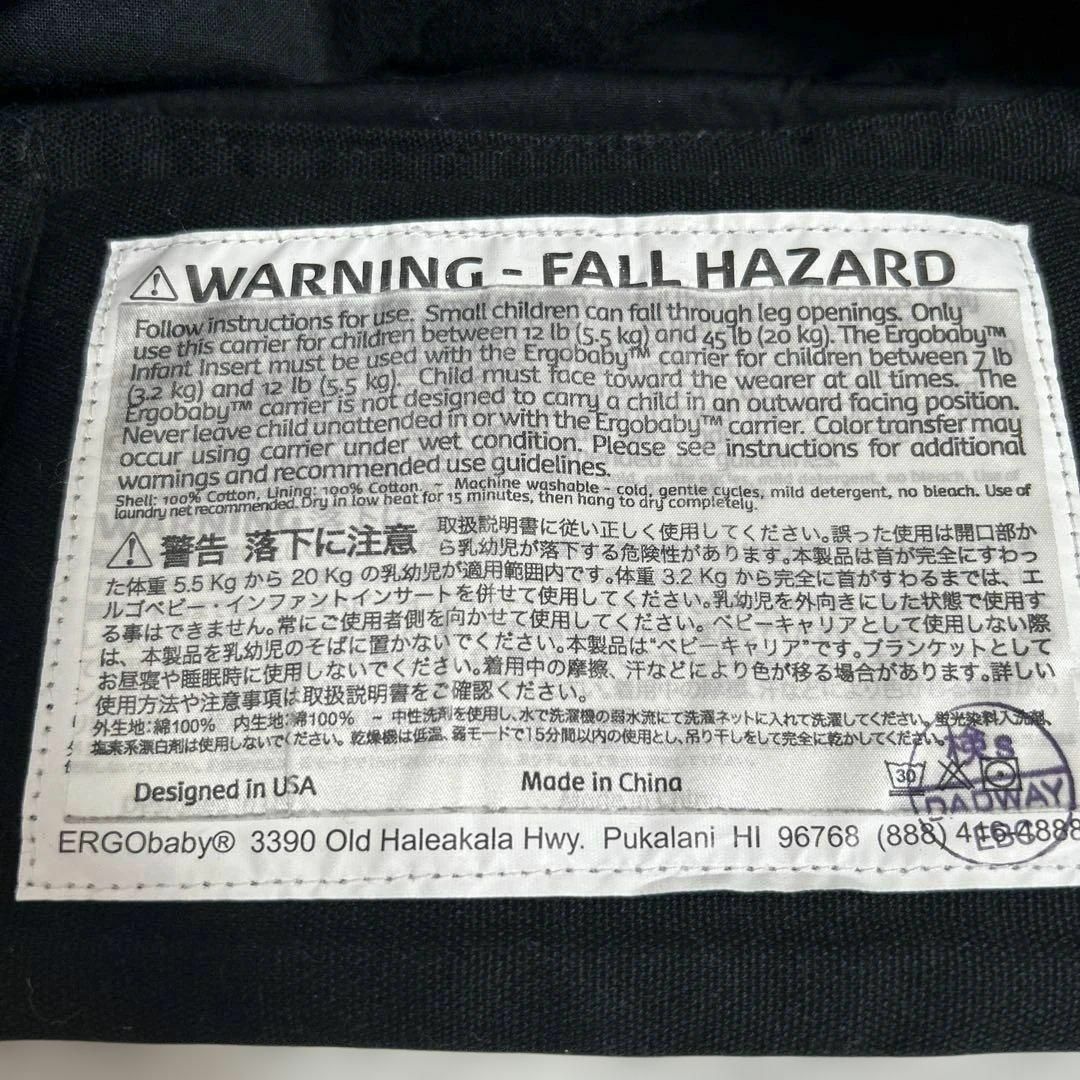 ⚠WARNING - FALL HAZARD
Follow instructions for use. Small children can fall through leg openings. Only
use this carrier for children between 12 lb (5.5 kg) and 45 lb (20 kg). The Ergobaby™
Infant Insert must be used with the Ergobaby™ carrier for children between 7 lb
(3.2 kg) and 12 lb (5.5 kg). Child must face toward the wearer at all times. The
Ergobaby™ carrier is not designed to carry a child in an outward facing position.
Never leave child unattended in or with the Ergobaby™ carrier. Color transfer may
occur using carrier under wet condition. Please see instructions for additional
warnings and recommended use guidelines.
Shell: 100% Cotton, Lining: 100% Cotton. ~ Machine washable - cold, gentle cycles, mild detergent, no bleach. Use of
laundry net recommended. Dry in low heat for 15 minutes, then hang to dry completely.
⚠警告 落下に注意
取扱説明書に従い正しく使用してください。誤った使用は開口部か
ら乳幼児が落下する危険性があります。本製品は首が完全にすわっ
た体重 5.5 Kg から 20 Kg の乳幼児が適用範囲内です。体重 3.2 Kg から完全に首がすわるまでは、エ
ルゴベビー・インファントインサートを併せて使用してください。乳幼児を外向きにした状態で使用す
る事はできません。常にご使用者側を向かせて使用してください。ベビーキャリアとして使用しない際
は、本製品を乳幼児のそばに置かないでください。本製品は"ベビーキャリア"です。ブランケットとして
お昼寝や睡眠時に使用しないでください。着用中の摩擦、汗などにより色が移る場合があります。詳しい
使用方法や注意事項は取扱説明書をご確認ください。
外生地:綿100% 内生地:綿100% ~ 中性洗剤を使用し、水で洗濯機の弱水流にて洗濯ネットに入れて洗濯してください。蛍光染料入洗剤、
塩素系漂白剤は使用しないでください。乾燥機は低温、弱モードで15分間以内の使用とし、吊り干しをして完全に乾かしてください。
Designed in USA Made in China
30
検S
DADWAY
ERGObaby® 3390 Old Haleakala Hwy. Pukalani HI 96768 (888) 416-4888